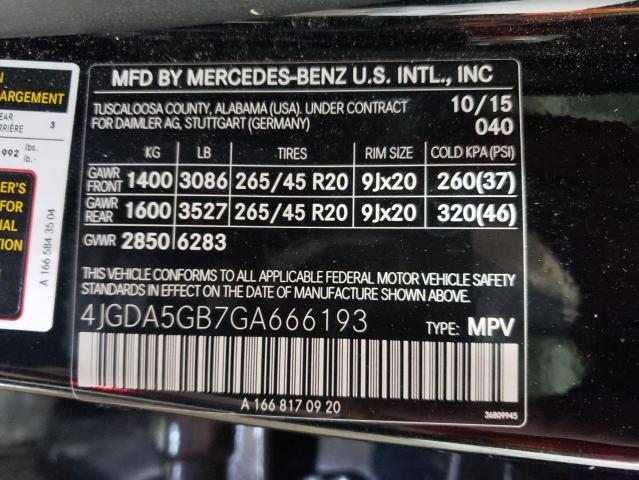 MFD BY MERCEDES-BENZ U.S. INTL., INC
TUSCALOOSA COUNTY, ALABAMA (USA). UNDER CONTRACT 10/15
FOR DAIMLER AG, STUTTGART (GERMANY) 040
KG LB TIRES RIM SIZE COLD KPA(PSI)
GAWR FRONT 1400 3086 265/45 R20 9Jx20 260(37)
GAWR REAR 1600 3527 265/45 R20 9Jx20 320(46)
GVWR 2850 6283
THIS VEHICLE CONFORMS TO ALL APPLICABLE FEDERAL MOTOR VEHICLE SAFETY
STANDARDS IN EFFECT ON THE DATE OF MANUFACTURE SHOWN ABOVE.
4JGDA5GB7GA666193 TYPE: MPV
A 166 817 09 20
36809945
ARGEMENT
3
992 lbs.
lb.
ER'S
FOR
A 166 584 35 04